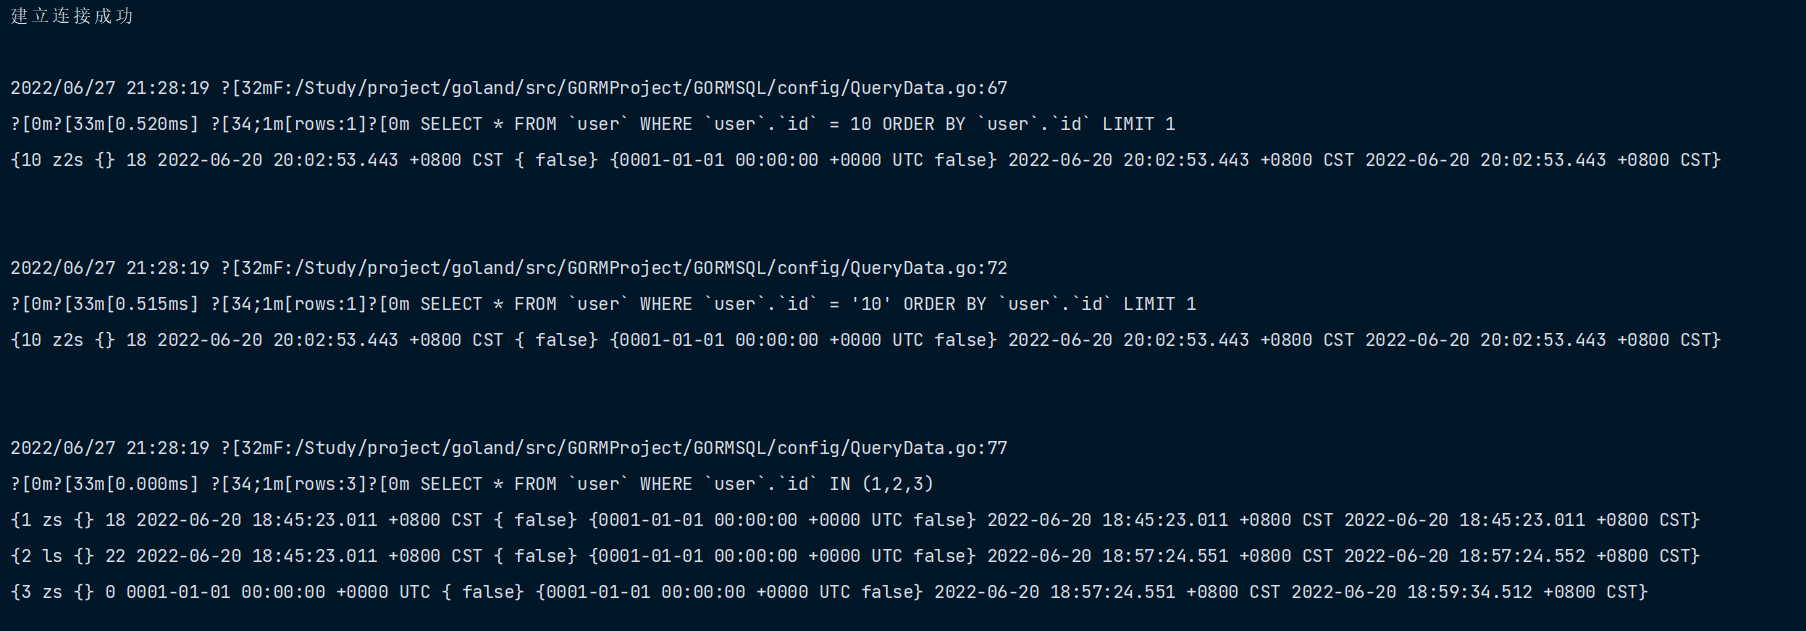 建立连接成功
2022/06/27 21:28:19 ?[32mF:/Study/project/goland/src/GORMProject/GORMSQL/config/QueryData.go:67
?[0m?[33m[0.520ms] ?[34;1m[rows:1]?[0m SELECT * FROM `user` WHERE `user`.`id` = 10 ORDER BY `user`.`id` LIMIT 1
{10 z2s {} 18 2022-06-20 20:02:53.443 +0800 CST { false} {0001-01-01 00:00:00 +0000 UTC false} 2022-06-20 20:02:53.443 +0800 CST 2022-06-20 20:02:53.443 +0800 CST}
2022/06/27 21:28:19 ?[32mF:/Study/project/goland/src/GORMProject/GORMSQL/config/QueryData.go:72
?[0m?[33m[0.515ms] ?[34;1m[rows:1]?[0m SELECT * FROM `user` WHERE `user`.`id` = '10' ORDER BY `user`.`id` LIMIT 1
{10 z2s {} 18 2022-06-20 20:02:53.443 +0800 CST { false} {0001-01-01 00:00:00 +0000 UTC false} 2022-06-20 20:02:53.443 +0800 CST 2022-06-20 20:02:53.443 +0800 CST}
2022/06/27 21:28:19 ?[32mF:/Study/project/goland/src/GORMProject/GORMSQL/config/QueryData.go:77
?[0m?[33m[0.000ms] ?[34;1m[rows:3]?[0m SELECT * FROM `user` WHERE `user`.`id` IN (1,2,3)
{1 zs {} 18 2022-06-20 18:45:23.011 +0800 CST { false} {0001-01-01 00:00:00 +0000 UTC false} 2022-06-20 18:45:23.011 +0800 CST 2022-06-20 18:45:23.011 +0800 CST}
{2 ls {} 22 2022-06-20 18:45:23.011 +0800 CST { false} {0001-01-01 00:00:00 +0000 UTC false} 2022-06-20 18:57:24.551 +0800 CST 2022-06-20 18:57:24.552 +0800 CST}
{3 zs {} 0 0001-01-01 00:00:00 +0000 UTC { false} {0001-01-01 00:00:00 +0000 UTC false} 2022-06-20 18:57:24.551 +0800 CST 2022-06-20 18:59:34.512 +0800 CST}